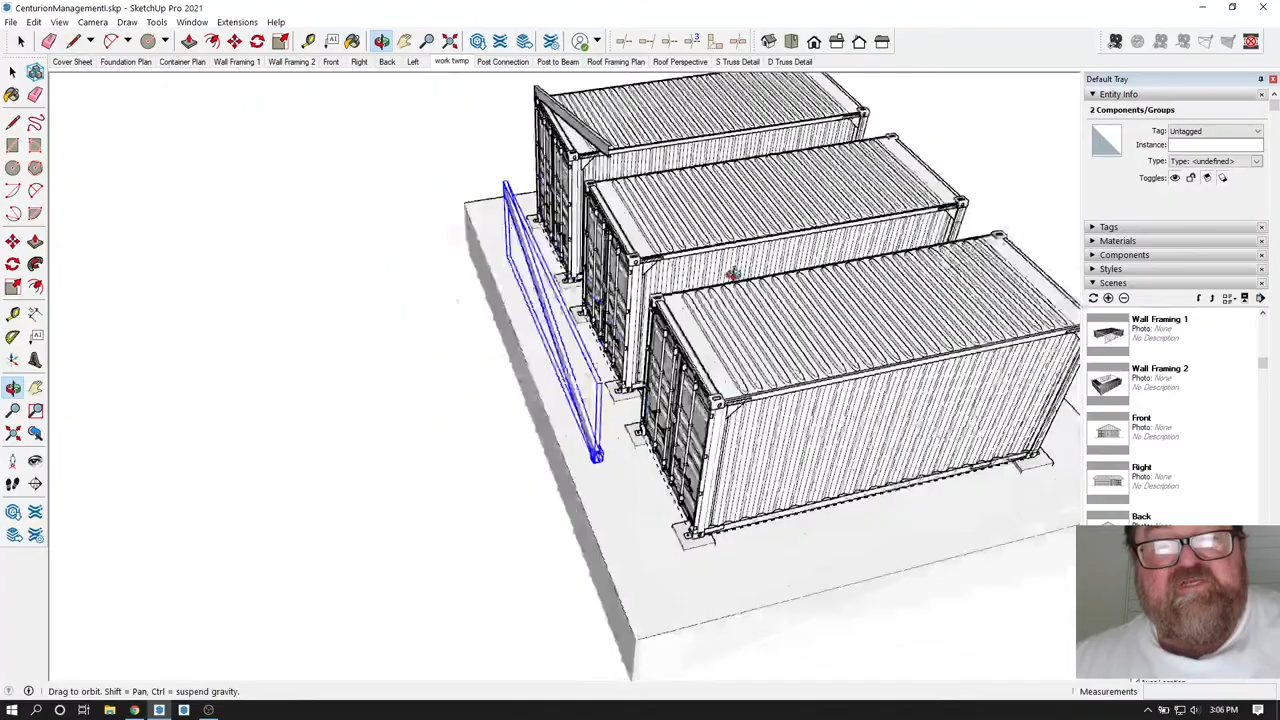 CenturionManagementI.skp - SketchUp Pro 2021
File Edit View Camera Draw Tools Window Extensions Help
3
Cover Sheet Foundation Plan Container Plan Wall Framing 1 Wall Framing 2 Front Right Back Left work twmp Post Connection Post to Beam Roof Framing Plan Roof Perspective S Truss Detail D Truss Detail
Default Tray
Entity Info
2 Components/Groups
Tag: Untagged
Instance:
Type: Type: <undefined>
Toggles:
Tags
Materials
Components
Styles
Scenes
Wall Framing 1
Photo: None
No Description
Wall Framing 2
Photo: None
No Description
Front
Photo: None
No Description
Right
Photo: None
No Description
Back
Drag to orbit. Shift = Pan, Ctrl = suspend gravity.
Measurements
3:06 PM